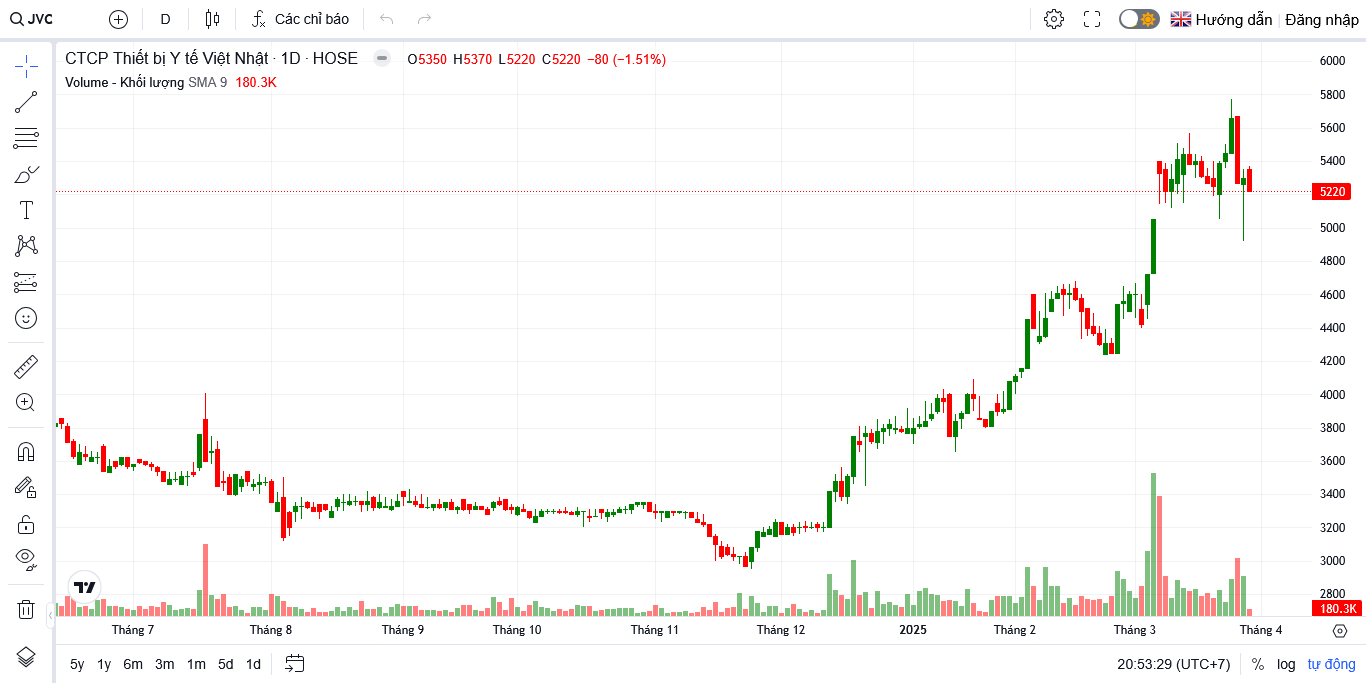 JVC D Các chỉ báo Hướng dẫn Đăng nhập
CTCP Thiết bị Y tế Việt Nhật · 1D · HOSE O5350 H5370 L5220 C5220 −80 (−1.51%)
Volume - Khối lượng SMA 9 180.3K
6000
5800
5600
5400
5220
5000
4800
4600
4400
4200
4000
3800
3600
3400
3200
3000
2800
180.3K
Tháng 7 Tháng 8 Tháng 9 Tháng 10 Tháng 11 Tháng 12 2025 Tháng 2 Tháng 3 Tháng 4
5y 1y 6m 3m 1m 5d 1d 20:53:29 (UTC+7) % log tự động